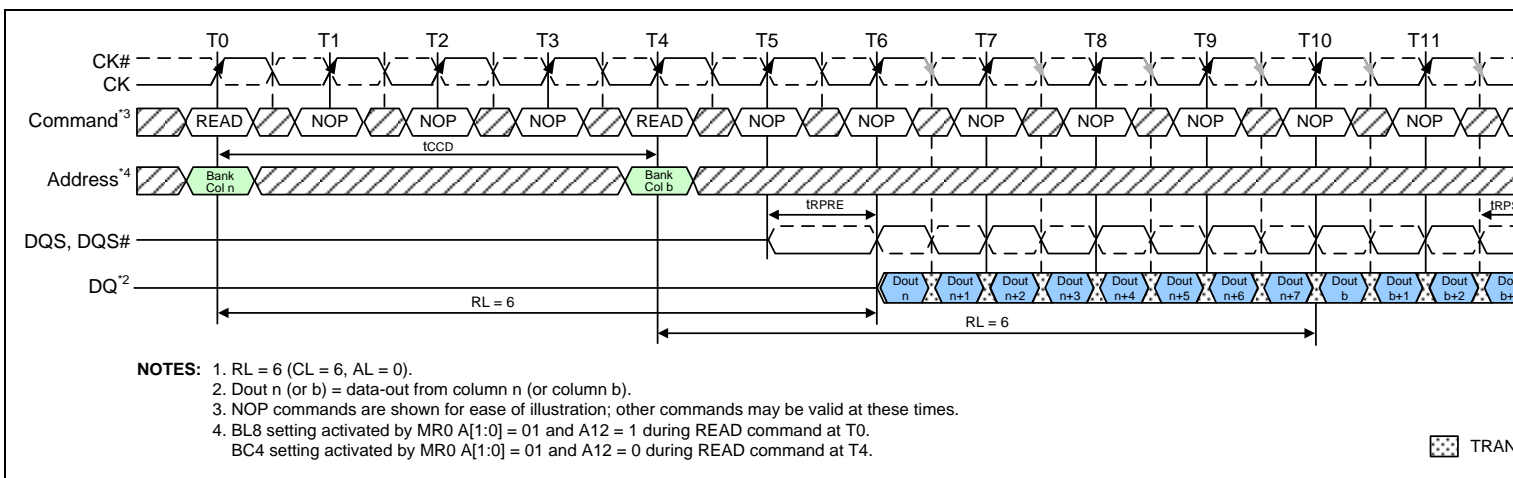 T0 T1 T2 T3 T4 T5 T6 T7 T8 T9 T10 T11
CK#
CK
Command*3 READ NOP NOP NOP READ NOP NOP NOP NOP NOP NOP NOP
tCCD
Address*4 Bank Col n Bank Col b
tRPRE tRPS
DQS, DQS#
DQ*2 Dout n Dout n+1 Dout n+2 Dout n+3 Dout n+4 Dout n+5 Dout n+6 Dout n+7 Dout b Dout b+1 Dout b+2
RL = 6
RL = 6
NOTES: 1. RL = 6 (CL = 6, AL = 0).
2. Dout n (or b) = data-out from column n (or column b).
3. NOP commands are shown for ease of illustration; other commands may be valid at these times.
4. BL8 setting activated by MR0 A[1:0] = 01 and A12 = 1 during READ command at T0.
BC4 setting activated by MR0 A[1:0] = 01 and A12 = 0 during READ command at T4.
TRAN